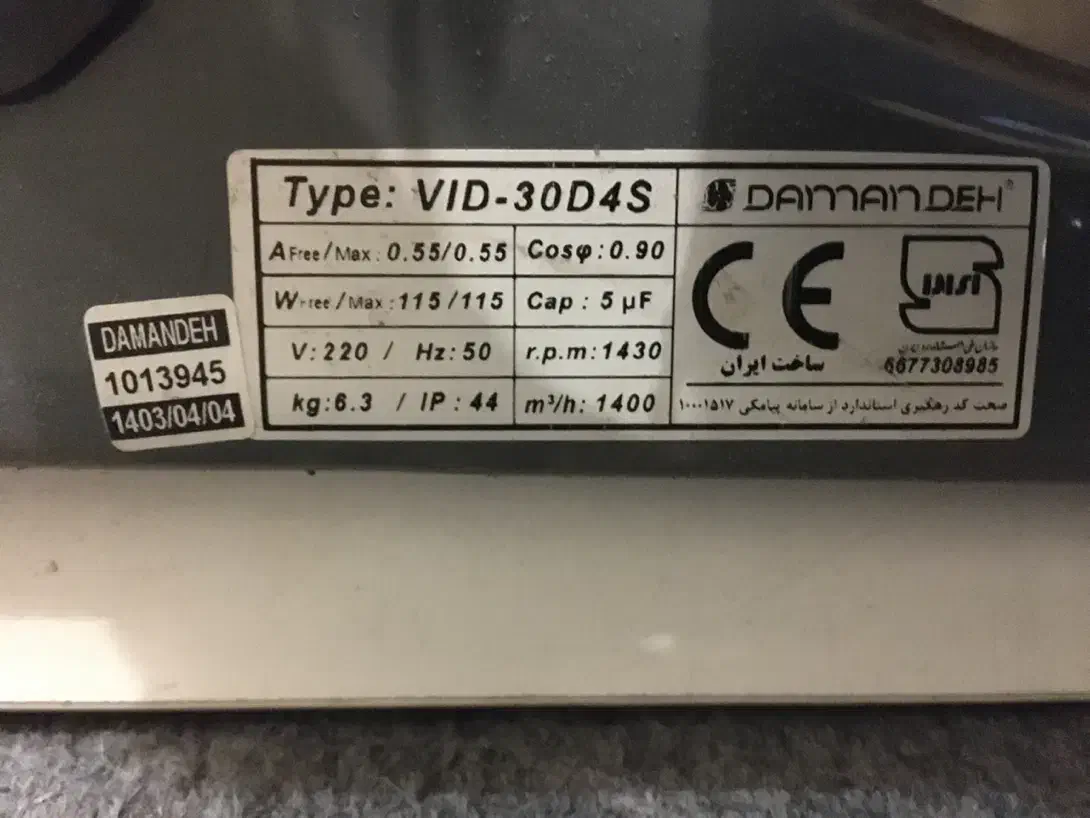 Type: VID-30D4S
A Free/Max: 0.55/0.55 Cosφ: 0.90
W Free/Max: 115/115 Cap: 5 µF
V: 220 / Hz: 50 r.p.m: 1430
kg: 6.3 / IP: 44 m³/h: 1400
DAMANDEH
CE
ساخت ایران
6677308985
صحت کد رهگیری استاندارد از سامانه پیامکی ۱۰۰۰۱۵۱۷
DAMANDEH
1013945
1403/04/04